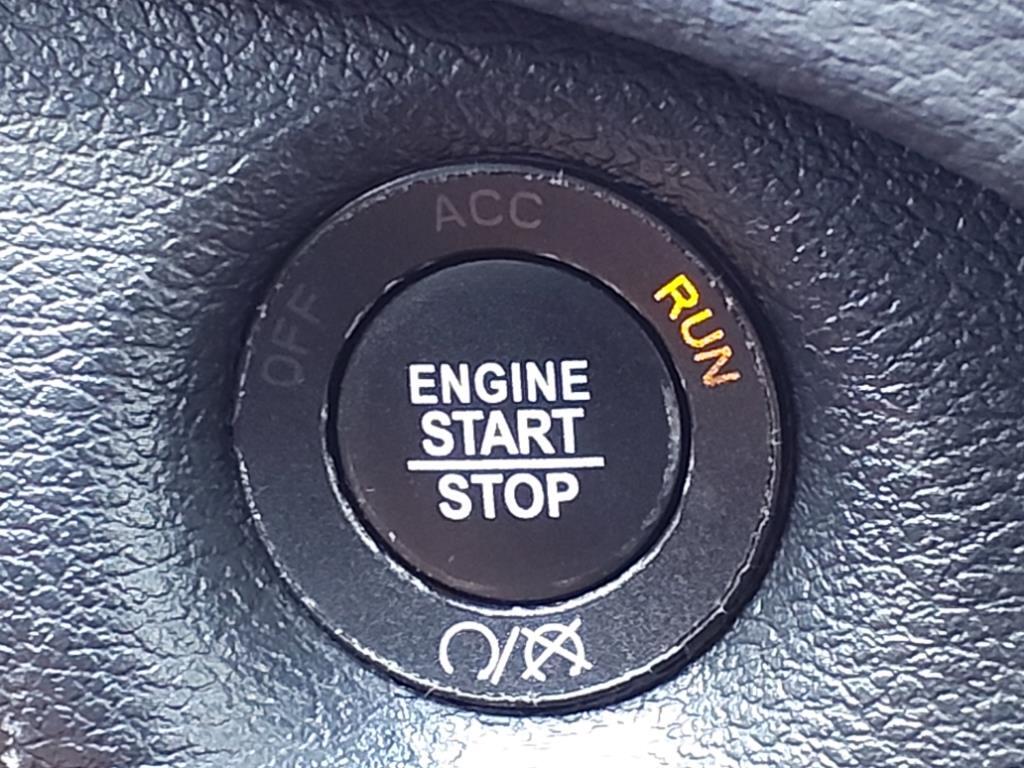 ACC
OFF
RUN
ENGINE
START
STOP